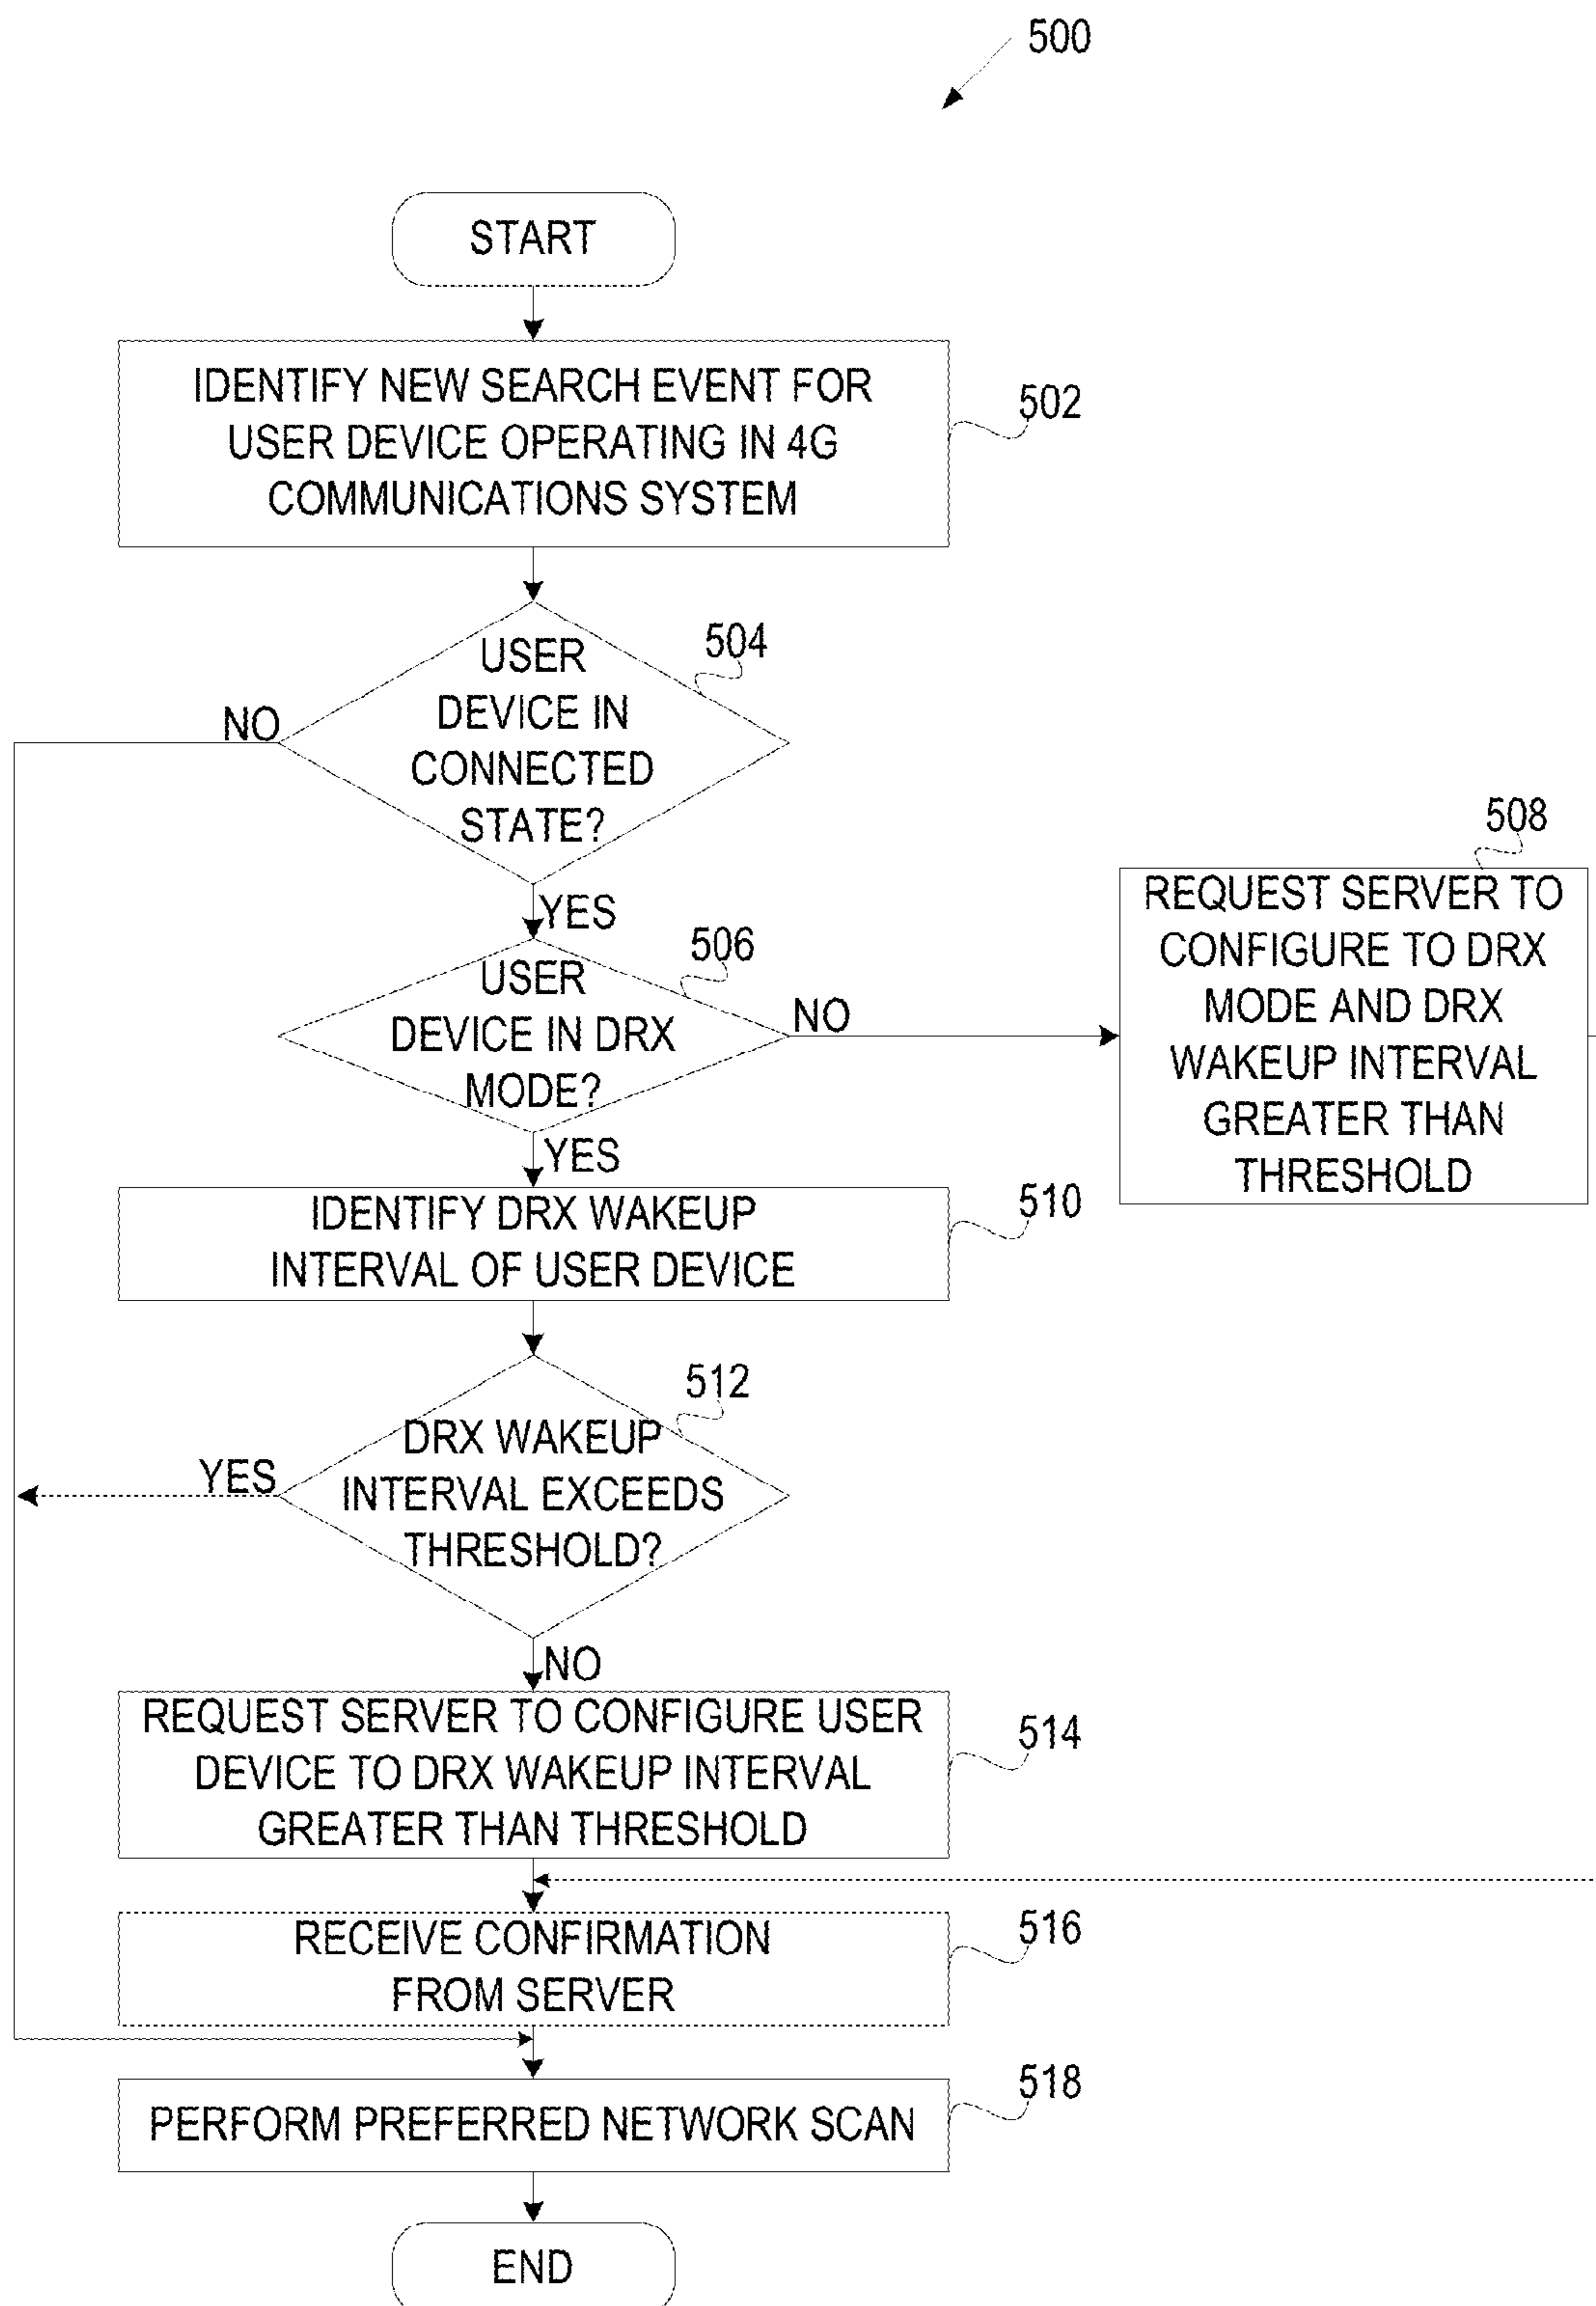 500
START
IDENTIFY NEW SEARCH EVENT FOR
USER DEVICE OPERATING IN 4G
COMMUNICATIONS SYSTEM
502
USER
DEVICE IN
CONNECTED
STATE?
504
NO
YES
USER
DEVICE IN DRX
MODE?
506
NO
508
REQUEST SERVER TO
CONFIGURE TO DRX
MODE AND DRX
WAKEUP INTERVAL
GREATER THAN
THRESHOLD
YES
IDENTIFY DRX WAKEUP
INTERVAL OF USER DEVICE
510
DRX WAKEUP
INTERVAL EXCEEDS
THRESHOLD?
512
YES
NO
REQUEST SERVER TO CONFIGURE USER
DEVICE TO DRX WAKEUP INTERVAL
GREATER THAN THRESHOLD
514
RECEIVE CONFIRMATION
FROM SERVER
516
PERFORM PREFERRED NETWORK SCAN
518
END